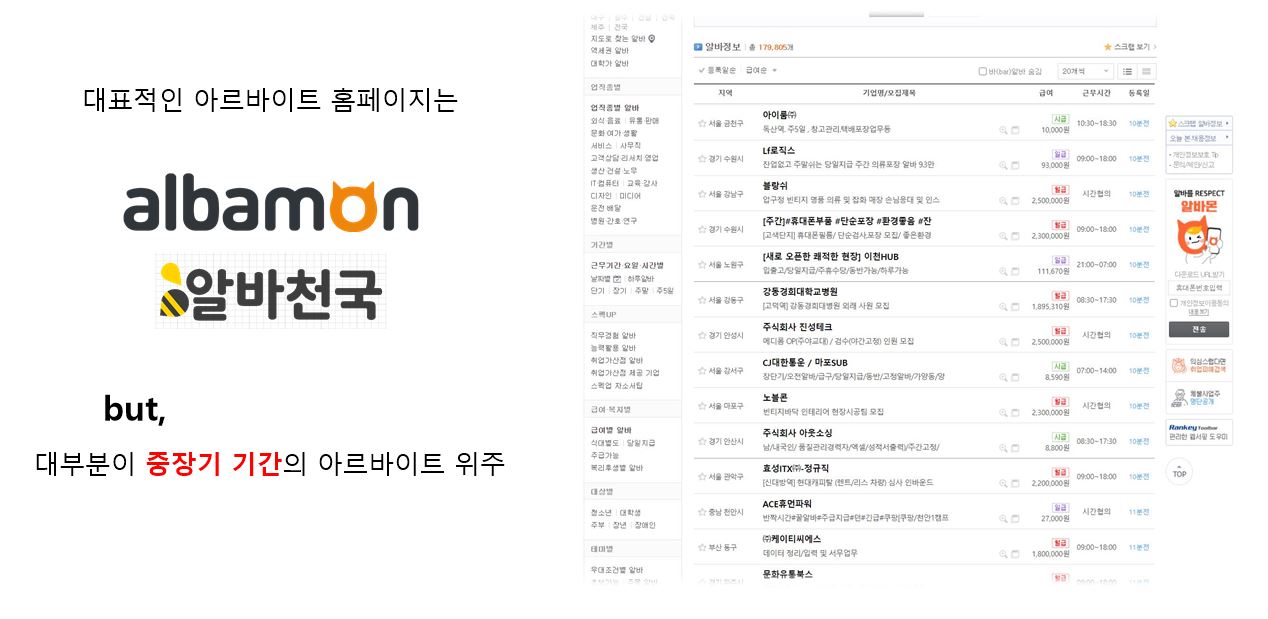 대표적인 아르바이트 홈페이지는
albamon
알바천국
but,
대부분이 중장기 기간의 아르바이트 위주
제주 | 전국
지도로 찾는 알바
역세권 알바
대학가 알바
업직종별
업직종별 알바
외식·음료 | 유통·판매
문화·여가·생활
서비스 | 사무직
고객상담·리서치·영업
생산·건설·노무
IT·컴퓨터 | 교육·강사
디자인 | 미디어
운전·배달
병원·간호·연구
기간별
근무기간·요일·시간별
날짜별 | 하루알바
단기 | 장기 | 주말 | 주5일
스펙UP
직무경험 알바
능력활용 알바
취업가산점 알바
취업가산점 제공 기업
스펙업 자소서팁
급여·복지별
급여별 알바
식대별도 | 당일지급
주급가능
복리후생별 알바
대상별
청소년 | 대학생
주부 | 장년 | 장애인
테마별
우대조건별 알바
알바정보 | 총 179,805개
스크랩 보기 >
등록일순 | 급여순
바(bar)알바 숨김
20개씩
지역 기업명/모집제목 급여 근무시간 등록일
서울 금천구 아이룸㈜ 시급 10,000원 10:30~18:30 10분전
독산역. 주5일 , 창고관리,택배포장업무등
경기 수원시 Lf로직스 일급 93,000원 09:00~18:00 10분전
잔업없고 주말쉬는 당일지급 주간 의류포장 알바 93만
서울 강남구 블랑쉬 월급 2,500,000원 시간협의 10분전
압구정 빈티지 명품 의류 및 잡화 매장 손님응대 및 인스
경기 수원시 [주간]#휴대폰부품 #단순포장 #환경좋음 #잔 월급 2,300,000원 09:00~18:00 10분전
[고색단지] 휴대폰필름/ 단순검사,포장 모집/ 좋은환경
서울 노원구 [새로 오픈한 쾌적한 현장] 이천HUB 일급 111,670원 21:00~07:00 10분전
입출고/당일지급/주휴수당/동반가능/하루가능
서울 강동구 강동경희대학교병원 월급 1,895,310원 08:30~17:30 10분전
[고덕역] 강동경희대병원 외래 사원 모집
경기 안성시 주식회사 진성테크 월급 2,500,000원 시간협의 10분전
메디폼 OP(주야교대) / 검수(야간고정) 인원 모집
서울 강서구 CJ대한통운 / 마포SUB 시급 8,590원 07:00~14:00 10분전
장단기/오전알바/급구/당일지급/동반/고정알바/가양동/양
서울 마포구 노블론 월급 2,300,000원 시간협의 10분전
빈티지바닥 인테리어 현장시공팀 모집
경기 안산시 주식회사 아웃소싱 시급 8,800원 08:30~17:30 10분전
남/내국인/ 품질관리경력자/엑셀/성적서출력/주간고정/
서울 관악구 효성ITX㈜-정규직 월급 2,200,000원 09:00~18:00 10분전
[신대방역] 현대캐피탈 (렌트/리스 차량) 심사 인바운드
충남 천안시 ACE휴먼파워 일급 27,000원 시간협의 11분전
반짝시간#꿀알바#주급지급#던#긴급#쿠팡[쿠팡/천안1캠프
부산 동구 ㈜케이티씨에스 월급 1,800,000원 09:00~18:00 11분전
데이터 정리/입력 및 서무업무
문화유통북스 월급
스크랩 알바정보
오늘 본 채용정보
개인정보보호 Tip
문의/제안/신고
알바를 RESPECT
알바몬
다운로드 URL받기
휴대폰번호입력
개인정보이용동의
내용보기
전송
의심스럽다면
취업피해검색
체불사업주
명단공개
Rankey Toolbar
편리한 웹서핑 도우미
TOP